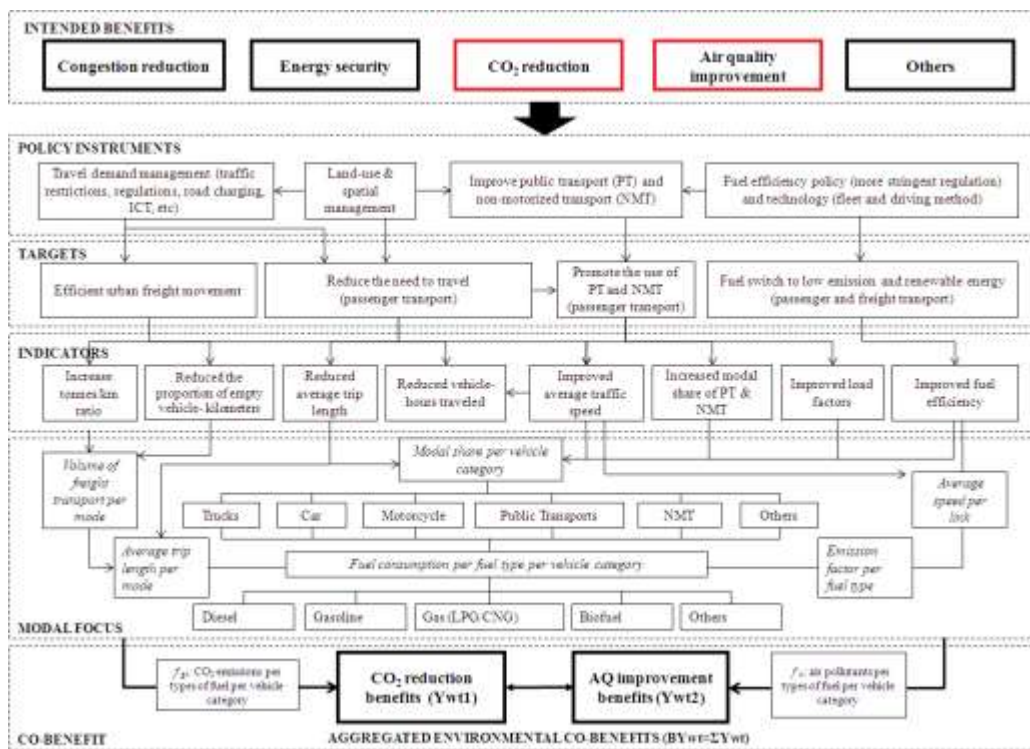 INTENDED BENEFITS
Congestion reduction
Energy security
CO2 reduction
Air quality
improvement
Others
POLICY INSTRUMENTS
Travel demand management (traffic
restrictions, regulations, road charging,
ICT, etc)
Land-use &
spatial
management
Improve public transport (PT) and
non-motorized transport (NMT)
Fuel efficiency policy (more stringent regulation)
and technology (fleet and driving method)
TARGETS
Efficient urban freight movement
Reduce the need to travel
(passenger transport)
Promote the use of
PT and NMT
(passenger transport)
Fuel switch to low emission and renewable energy
(passenger and freight transport)
INDICATORS
Increase
tonnes km
ratio
Reduced the
proportion of empty
vehicle- kilometers
Reduced
average trip
length
Reduced vehicle-
hours traveled
Improved
average traffic
speed
Increased modal
share of PT &
NMT
Improved load
factors
Improved fuel
efficiency
Volume of
freight
transport per
mode
Modal share per vehicle
category
Average
speed per
link
Trucks
Car
Motorcycle
Public Transports
NMT
Others
Average trip
length per
mode
Fuel consumption per fuel type per vehicle category
Emission
factor per
fuel type
Diesel
Gasoline
Gas (LPG/CNG)
Biofuel
Others
MODAL FOCUS
CO2 emissions per
types of fuel per vehicle
category
CO2 reduction
benefits (Ywt1)
AQ improvement
benefits (Ywt2)
air pollutants per
types of fuel per vehicle
category
CO-BENEFIT
AGGREGATED ENVIRONMENTAL CO-BENEFITS (BYwt=ΣYwt)